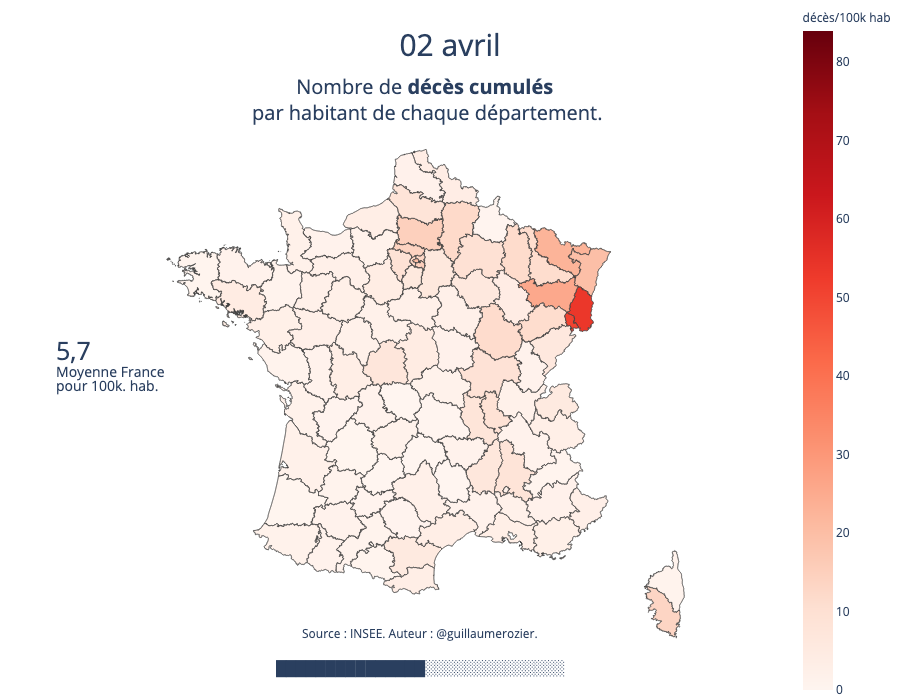 décès/100k hab
02 avril
Nombre de décès cumulés
par habitant de chaque département.
80
70
60
50
40
30
20
10
0
5,7
Moyenne France
pour 100k. hab.
Source : INSEE. Auteur : @guillaumerozier.